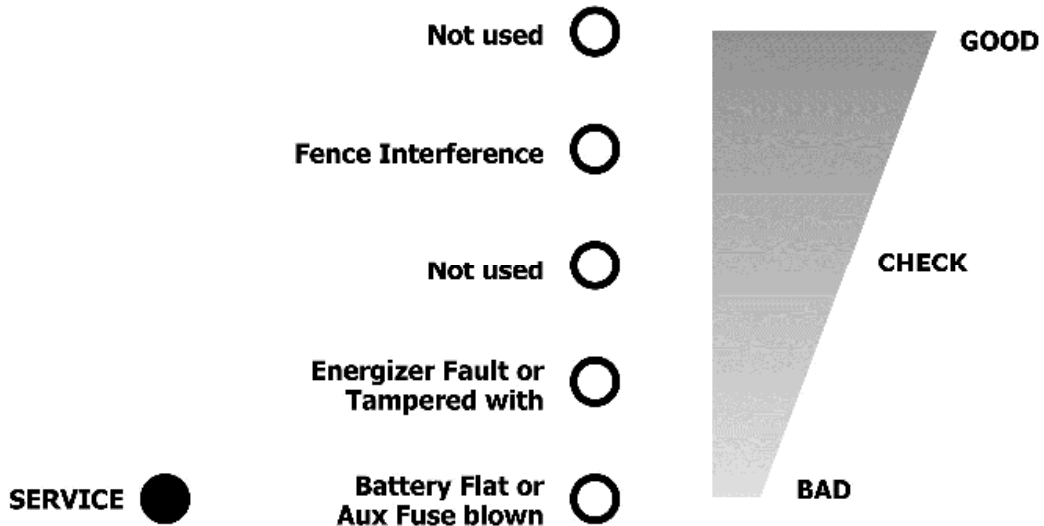 Not used
GOOD
Fence Interference
Not used
CHECK
Energizer Fault or
Tampered with
SERVICE
Battery Flat or
Aux Fuse blown
BAD